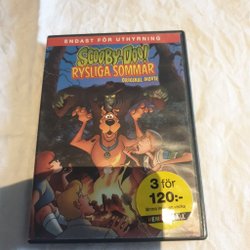 ENDAST FÖR UTHYRNING
SCOOBY-DOO!
RYSLIGA SOMMAR
ORIGINAL MOVIE
3 för
120:-